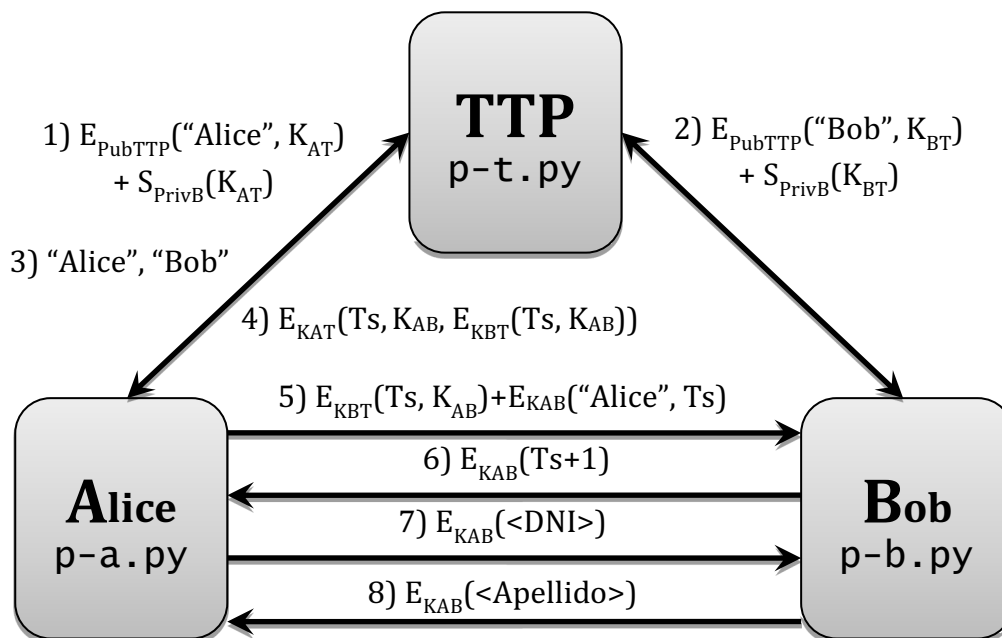 TTP
p-t.py
1) E_PubTTP(“Alice”, K_AT)
+ S_PrivB(K_AT)
2) E_PubTTP(“Bob”, K_BT)
+ S_PrivB(K_BT)
3) “Alice”, “Bob”
4) E_KAT(Ts, K_AB, E_KBT(Ts, K_AB))
5) E_KBT(Ts, K_AB)+E_KAB(“Alice”, Ts)
6) E_KAB(Ts+1)
7) E_KAB(<DNI>)
8) E_KAB(<Apellido>)
Alice
p-a.py
Bob
p-b.py